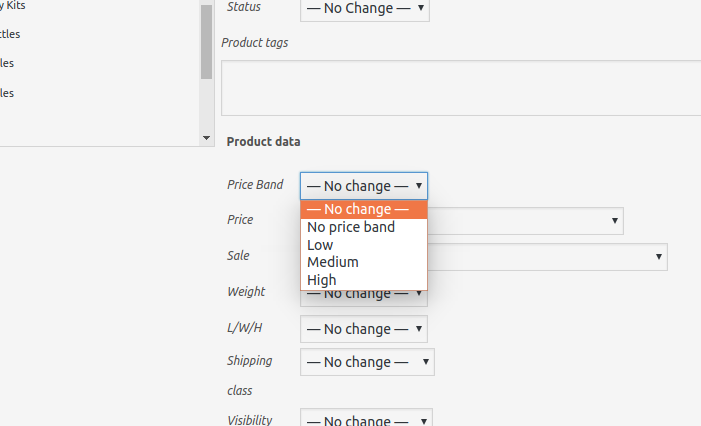 y Kits
ttles
les
les
Status — No Change —
Product tags
Product data
Price Band — No change —
— No change —
No price band
Low
Medium
High
Price
Sale
Weight — No change —
L/W/H — No change —
Shipping class — No change —
Visibility — No change —